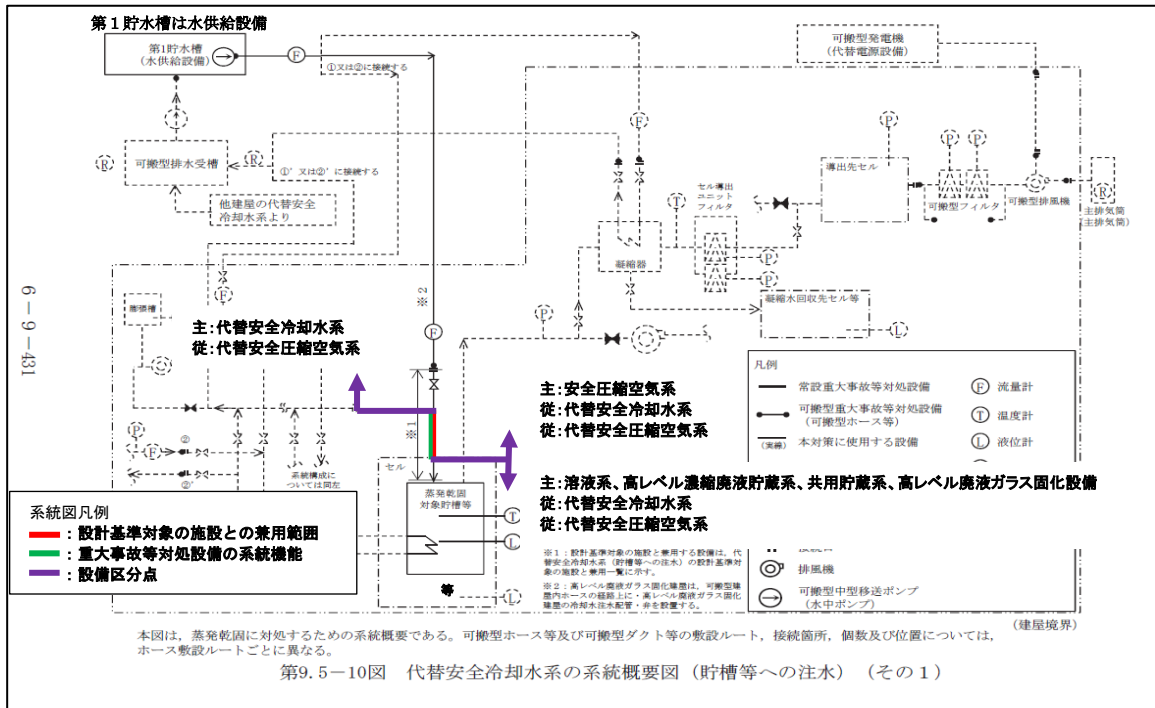 第１貯水槽は水供給設備
第1貯水槽
(水供給設備)
F
①又は②に接続する
可搬型発電機
(代替電源設備)
R
可搬型排水受槽
R
①’又は②’に接続する
他建屋の代替安全
冷却水系より
F
T
セル導出
ユニット
フィルタ
P
P
凝縮器
P
導出先セル
P
P
可搬型フィルタ
可搬型排風機
R
主排気筒
(主排気筒)
凝縮水回収先セル等
L
6－9－431
膨張槽
F
※2
F
P
主：代替安全冷却水系
従：代替安全圧縮空気系
※1
主：安全圧縮空気系
従：代替安全冷却水系
従：代替安全圧縮空気系
P
F
②
②’
系統構成に
ついては同左
セル
蒸発乾固
対象貯槽等
T
L
等
L
主：溶液系、高レベル濃縮廃液貯蔵系、共用貯蔵系、高レベル廃液ガラス固化設備
従：代替安全冷却水系
従：代替安全圧縮空気系
凡例
常設重大事故等対処設備
可搬型重大事故等対処設備
(可搬型ホース等)
(実線)
本対策に使用する設備
F
流量計
T
温度計
L
液位計
排風機
可搬型中型移送ポンプ
(水中ポンプ)
系統図凡例
：設計基準対象の施設との兼用範囲
：重大事故等対処設備の系統機能
：設備区分点
※1：設計基準対象の施設と兼用する設備は，代
替安全冷却水系（貯槽等への注水）の設計基準対
象の施設と兼用一覧に示す。
※2：高レベル廃液ガラス固化建屋は，可搬型建
屋内ホースの経路上に・高レベル廃液ガラス固化
建屋の冷却水注水配管・弁を設置する。
(建屋境界)
本図は，蒸発乾固に対処するための系統概要である。可搬型ホース等及び可搬型ダクト等の敷設ルート，接続箇所，個数及び位置については，
ホース敷設ルートごとに異なる。
第9.5－10図　代替安全冷却水系の系統概要図（貯槽等への注水）（その１）